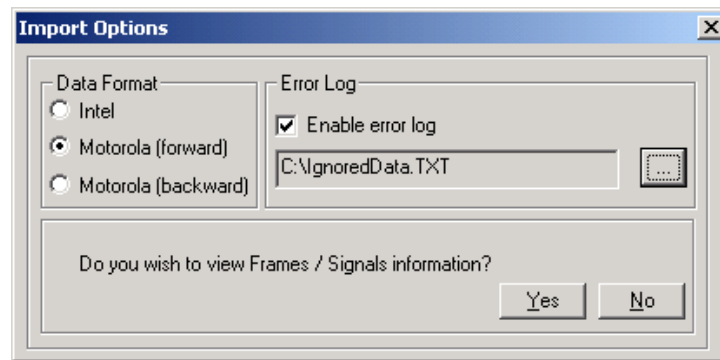 Import Options
Data Format
Intel
Motorola (forward)
Motorola (backward)
Error Log
Enable error log
C:\IgnoredData.TXT
...
Do you wish to view Frames / Signals information?
Yes No